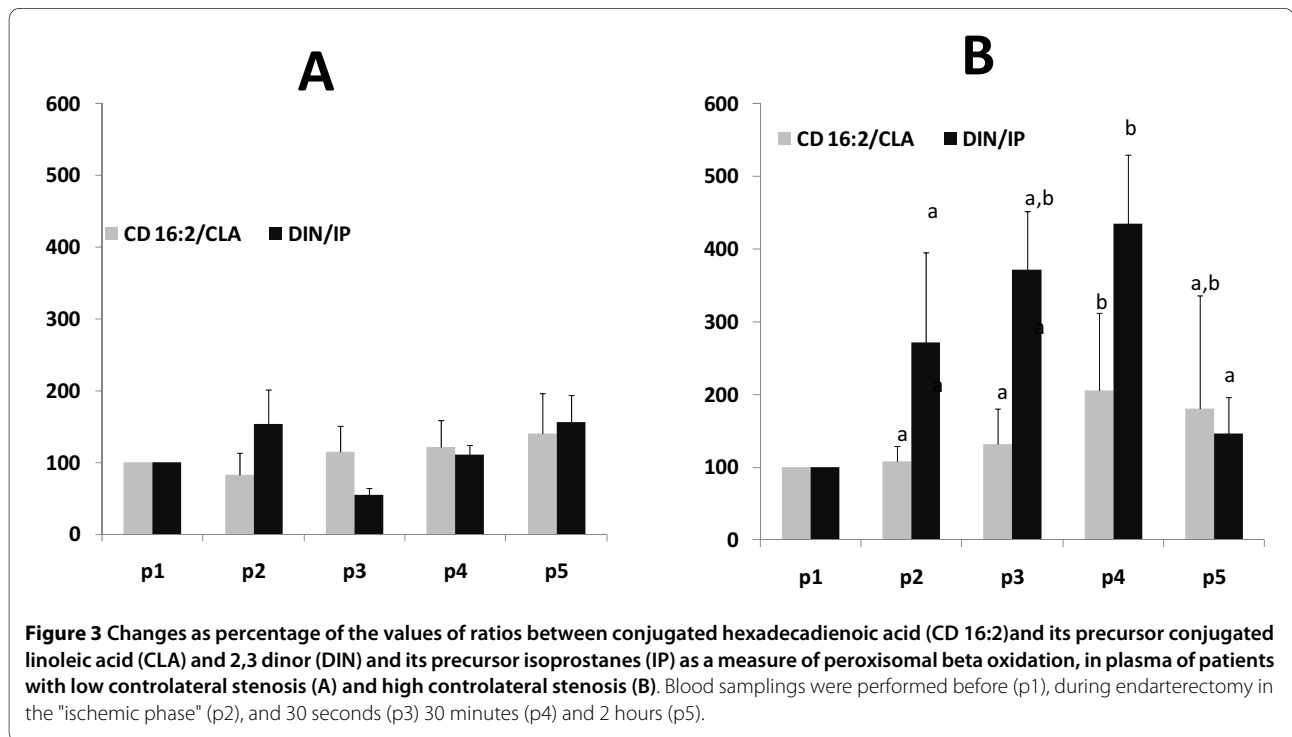 A
600
500
400
300
200
100
0
CD 16:2/CLA DIN/IP
p1 p2 p3 p4 p5
B
600
500
400
300
200
100
0
CD 16:2/CLA DIN/IP
b
a a,b
b a,b
a
a a a
a
p1 p2 p3 p4 p5
Figure 3 Changes as percentage of the values of ratios between conjugated hexadecadienoic acid (CD 16:2)and its precursor conjugated
linoleic acid (CLA) and 2,3 dinor (DIN) and its precursor isoprostanes (IP) as a measure of peroxisomal beta oxidation, in plasma of patients
with low controlateral stenosis (A) and high controlateral stenosis (B). Blood samplings were performed before (p1), during endarterectomy in
the "ischemic phase" (p2), and 30 seconds (p3) 30 minutes (p4) and 2 hours (p5).